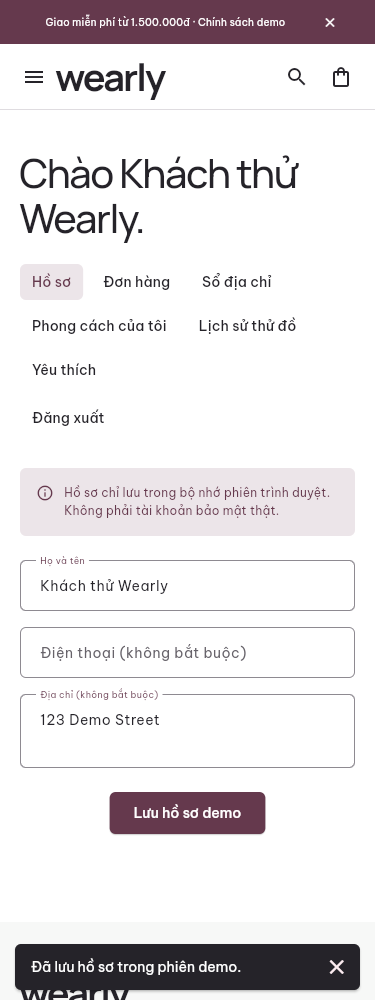 Giao miễn phí từ 1.500.000đ · Chính sách demo
wearly
Chào Khách thử
Wearly.
Hồ sơ
Đơn hàng
Sổ địa chỉ
Phong cách của tôi
Lịch sử thử đồ
Yêu thích
Đăng xuất
Hồ sơ chỉ lưu trong bộ nhớ phiên trình duyệt.
Không phải tài khoản bảo mật thật.
Họ và tên
Khách thử Wearly
Điện thoại (không bắt buộc)
Địa chỉ (không bắt buộc)
123 Demo Street
Lưu hồ sơ demo
Đã lưu hồ sơ trong phiên demo.
wearly